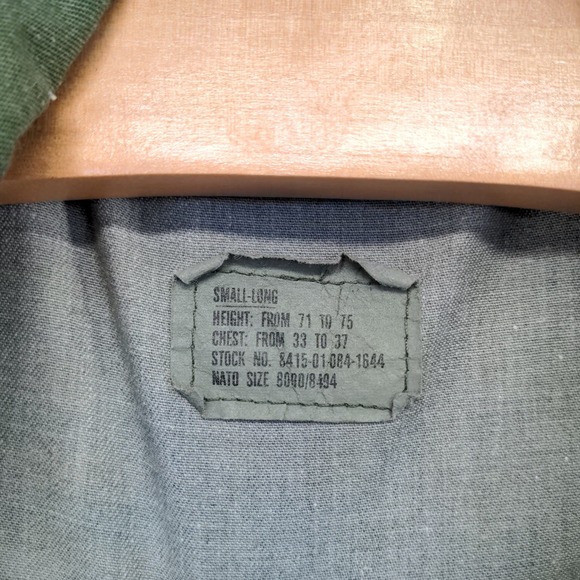 SMALL-LONG
HEIGHT: FROM 71 TO 75
CHEST: FROM 33 TO 37
STOCK NO. 8415-01-084-1644
NATO SIZE 8090/8494